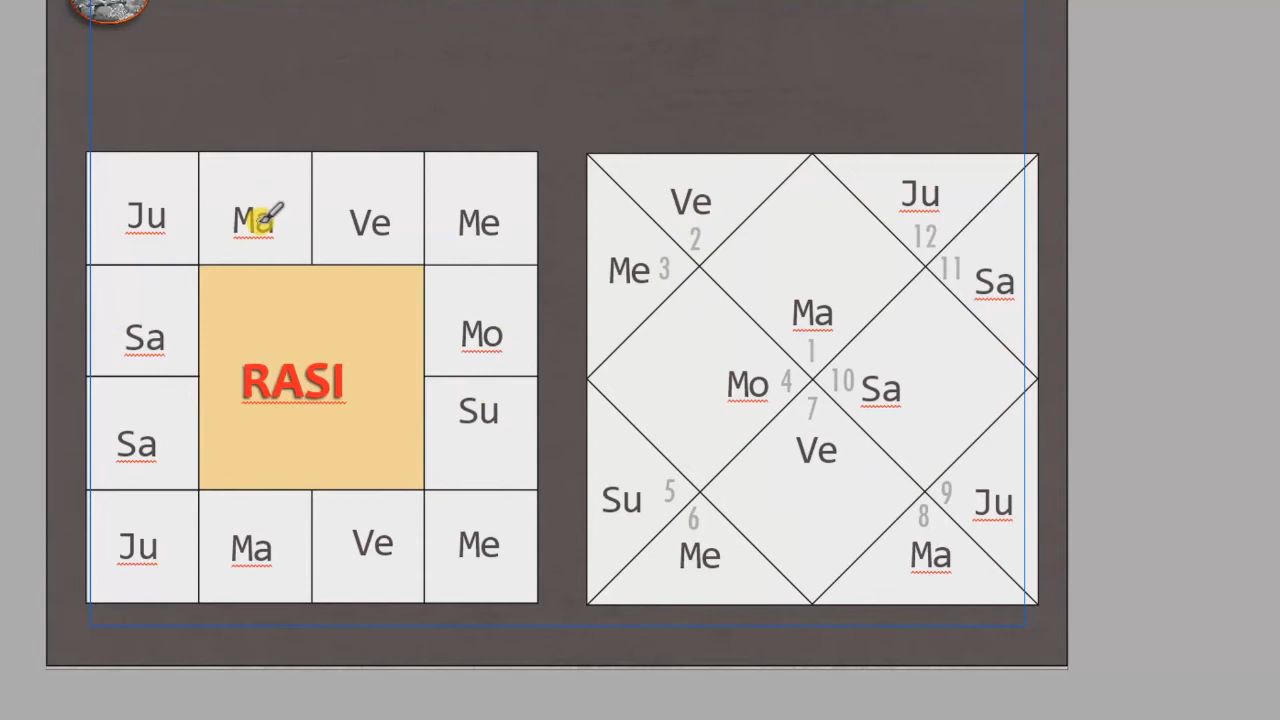 Ju Ma Ve Me
Sa Mo
RASI
Sa Su
Ju Ma Ve Me
Ve Ju
2 12
Me 3 11 Sa
Ma
1
Mo 4 10 Sa
7
Ve
Su 5 9 Ju
6 8
Me Ma